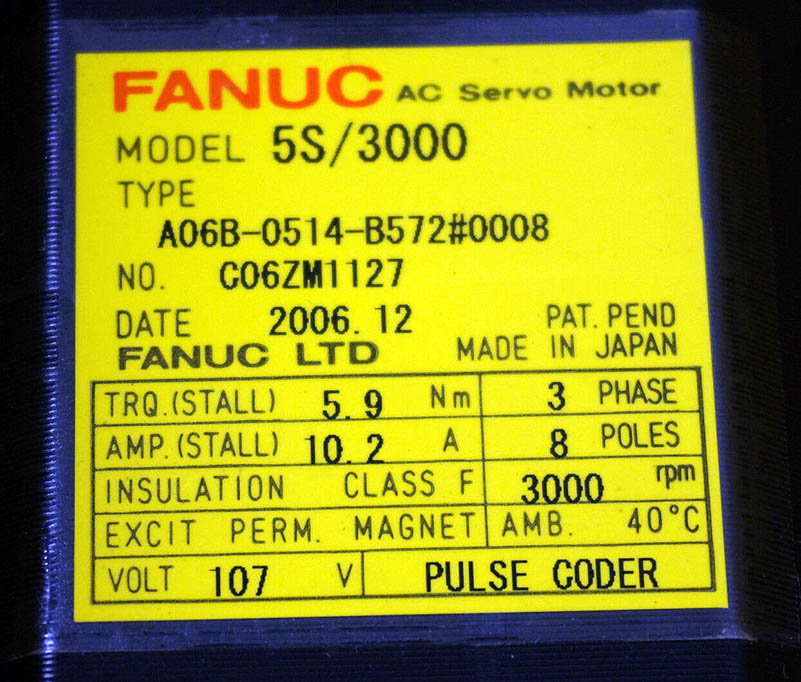 FANUC AC Servo Motor
MODEL 5S/3000
TYPE
A06B-0514-B572#0008
NO. C06ZM1127
DATE 2006.12 PAT. PEND
FANUC LTD MADE IN JAPAN
TRQ.(STALL) 5.9 Nm 3 PHASE
AMP.(STALL) 10.2 A 8 POLES
INSULATION CLASS F 3000 rpm
EXCIT PERM. MAGNET AMB. 40°C
VOLT 107 V PULSE CODER